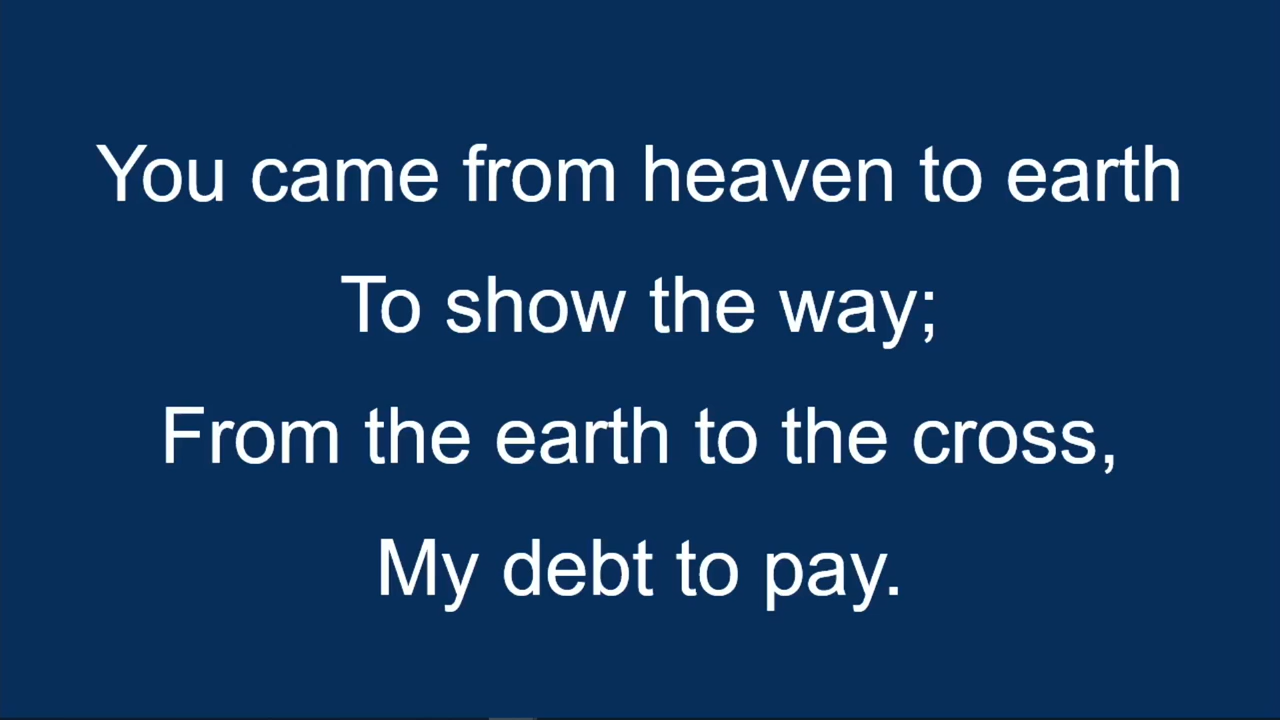 You came from heaven to earth
To show the way;
From the earth to the cross,
My debt to pay.